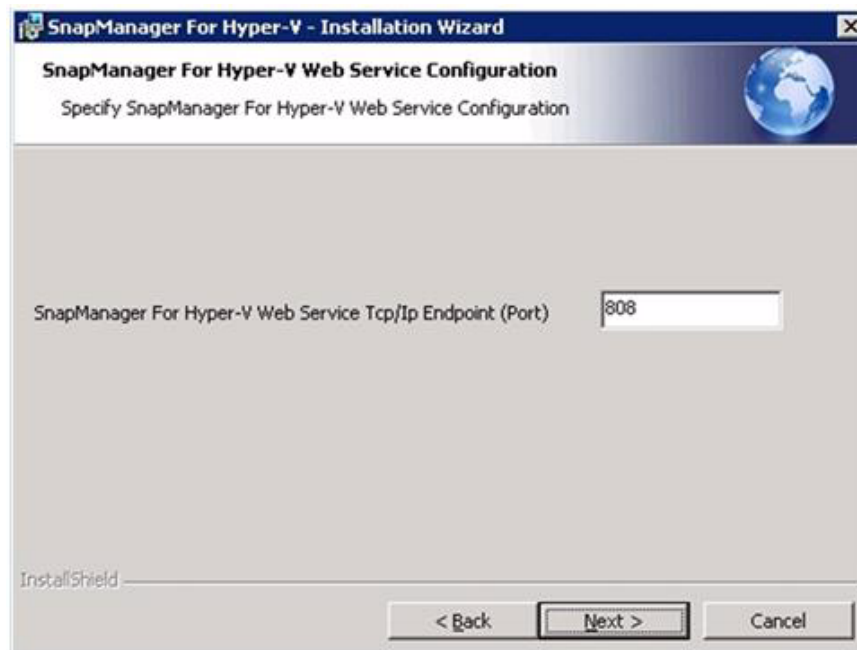 SnapManager For Hyper-V - Installation Wizard
SnapManager For Hyper-V Web Service Configuration
Specify SnapManager For Hyper-V Web Service Configuration
SnapManager For Hyper-V Web Service Tcp/Ip Endpoint (Port) 808
InstallShield
< Back Next > Cancel